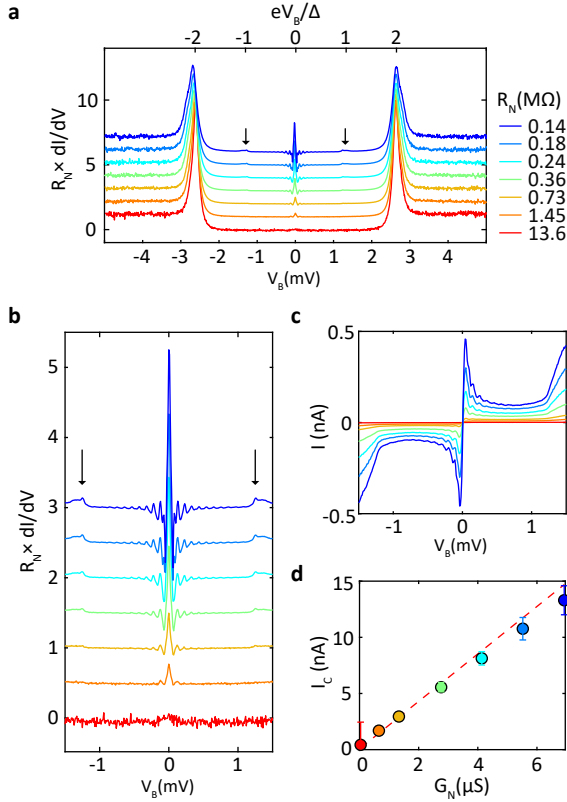 a
eV_B/Δ
-2 -1 0 1 2
R_N × dI/dV
10
5
0
-4 -3 -2 -1 0 1 2 3 4
V_B(mV)
R_N(MΩ)
0.14
0.18
0.24
0.36
0.73
1.45
13.6
b
R_N × dI/dV
5
4
3
2
1
0
-1 0 1
V_B(mV)
c
I (nA)
0.5
0
-0.5
-1 0 1
V_B(mV)
d
I_C (nA)
15
10
5
0
0 2 4 6
G_N(μS)